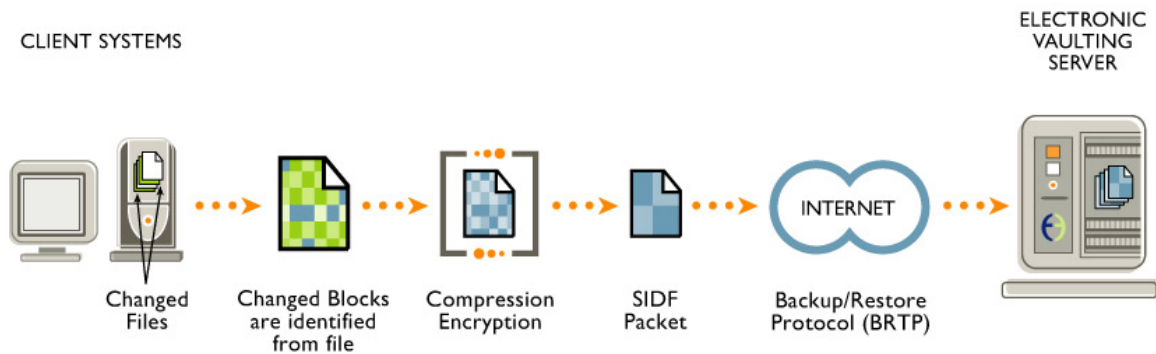 CLIENT SYSTEMS
ELECTRONIC
VAULTING
SERVER
INTERNET
Changed
Files
Changed Blocks
are identified
from file
Compression
Encryption
SIDF
Packet
Backup/Restore
Protocol (BRTP)